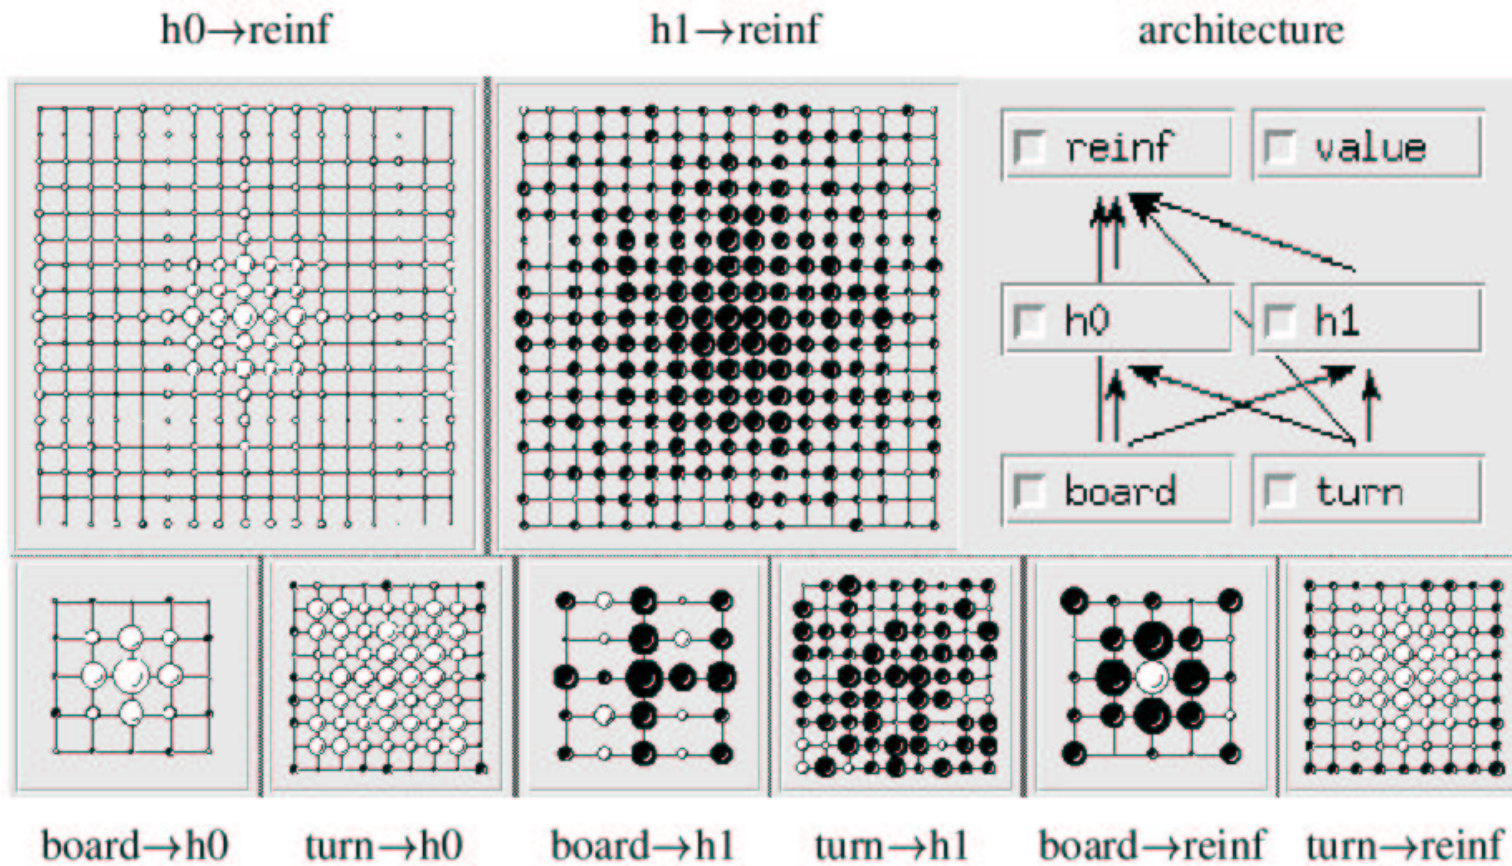 h0→reinf h1→reinf architecture
reinf value
h0 h1
board turn
board→h0 turn→h0 board→h1 turn→h1 board→reinf turn→reinf